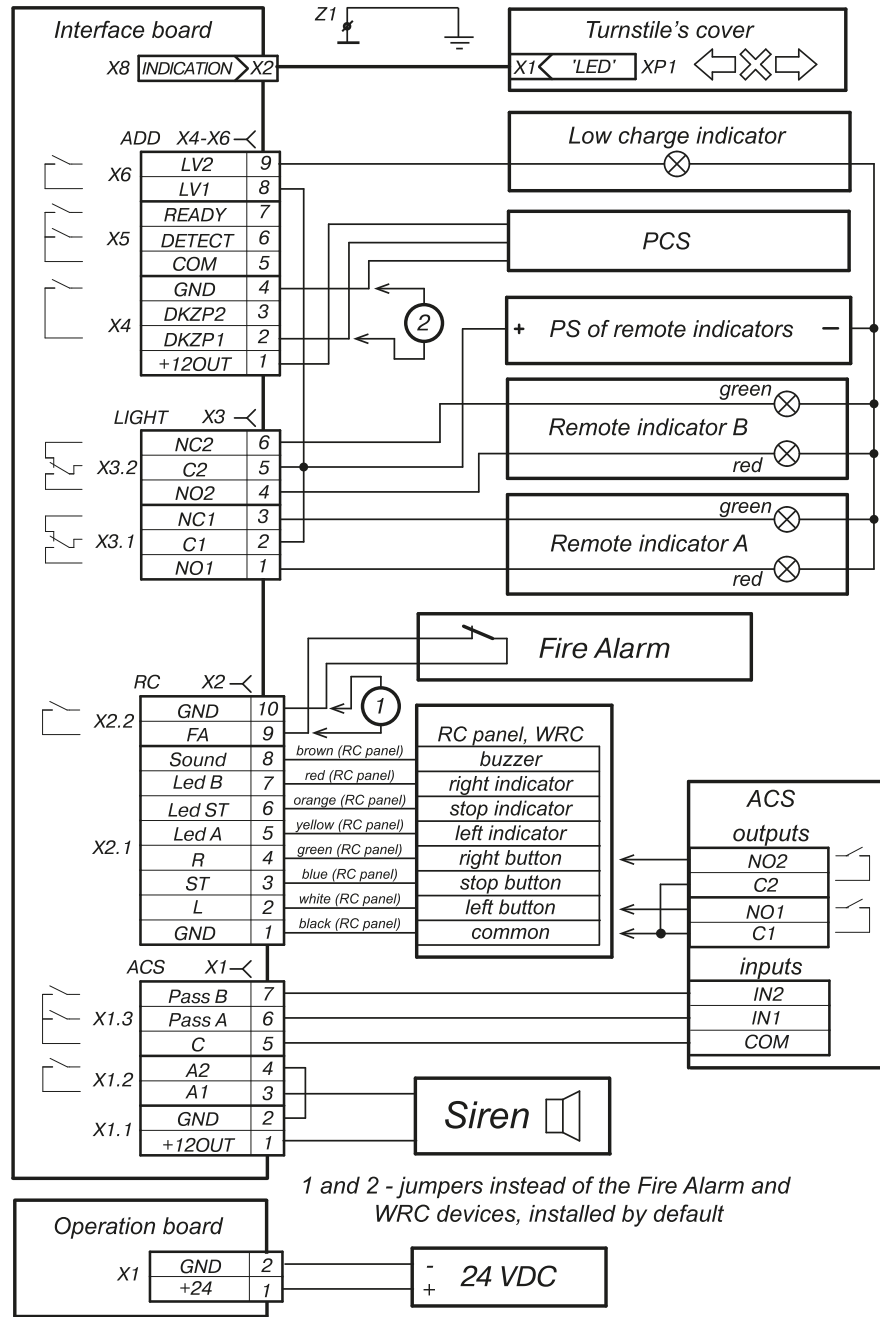 Interface board
Z1
Turnstile's cover
X8 INDICATION X2
X1 'LED' XP1
ADD X4-X6
X6 LV2 9
LV1 8
X5 READY 7
DETECT 6
COM 5
X4 GND 4
DKZP2 3
DKZP1 2
+12OUT 1
Low charge indicator
PCS
2
+ PS of remote indicators −
LIGHT X3
X3.2 NC2 6
C2 5
NO2 4
X3.1 NC1 3
C1 2
NO1 1
green
Remote indicator B
red
green
Remote indicator A
red
Fire Alarm
RC X2
X2.2 GND 10
FA 9
1
X2.1 Sound 8 brown (RC panel)
Led B 7 red (RC panel)
Led ST 6 orange (RC panel)
Led A 5 yellow (RC panel)
R 4 green (RC panel)
ST 3 blue (RC panel)
L 2 white (RC panel)
GND 1 black (RC panel)
RC panel, WRC
buzzer
right indicator
stop indicator
left indicator
right button
stop button
left button
common
ACS
outputs
NO2
C2
NO1
C1
inputs
IN2
IN1
COM
ACS X1
X1.3 Pass B 7
Pass A 6
C 5
X1.2 A2 4
A1 3
X1.1 GND 2
+12OUT 1
Siren
1 and 2 - jumpers instead of the Fire Alarm and
WRC devices, installed by default
Operation board
X1 GND 2
+24 1
- 24 VDC
+